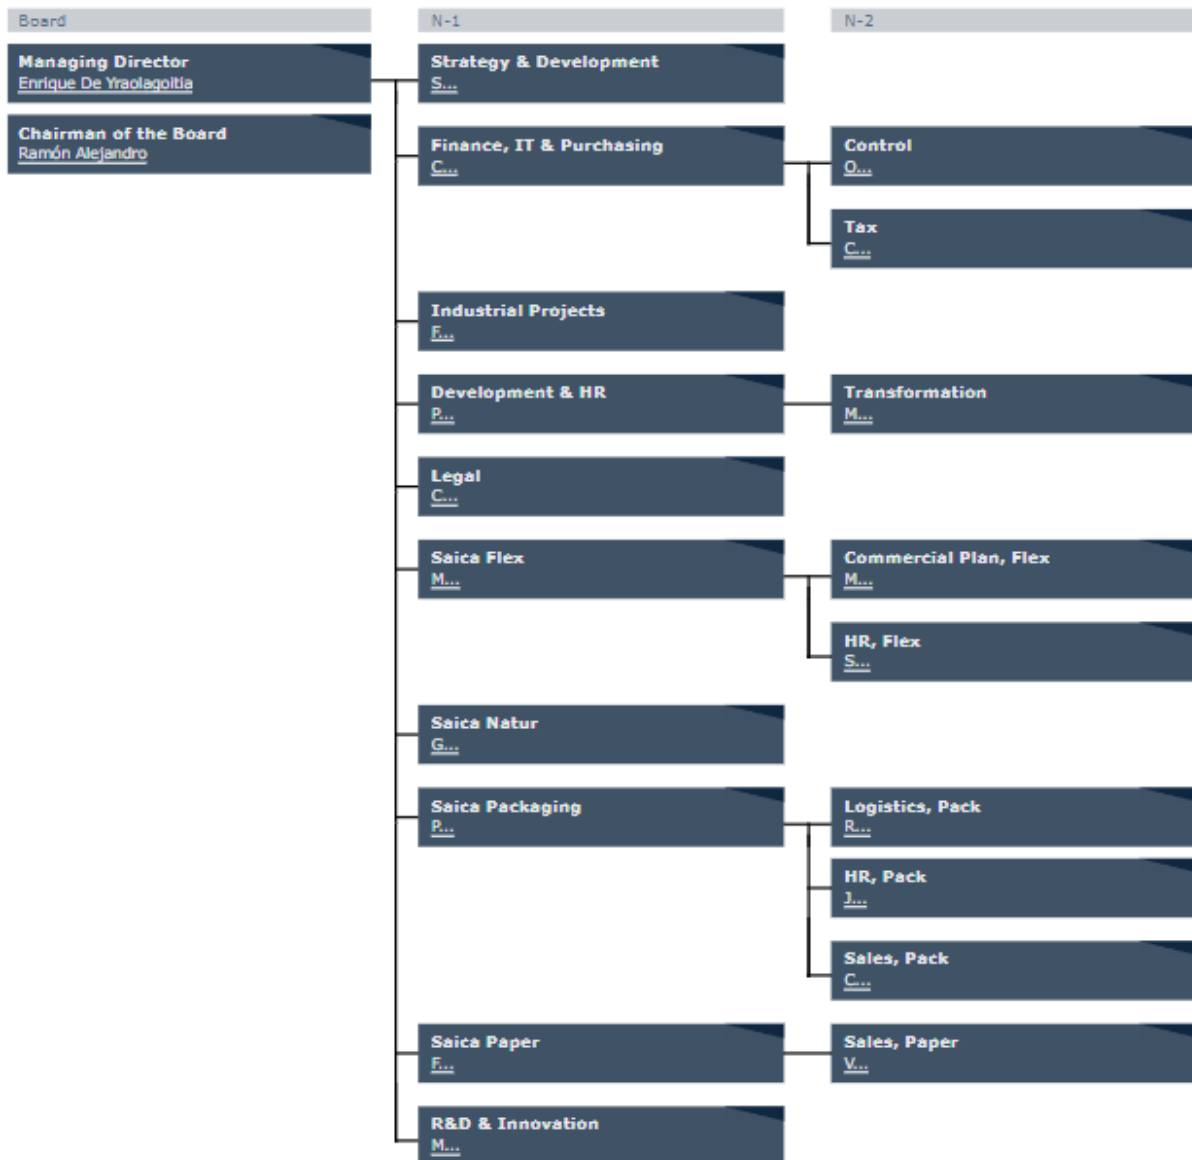 Board
N-1
N-2
Managing Director
Enrique De Yraolagoitia
Chairman of the Board
Ramón Alejandro
Strategy & Development
S...
Finance, IT & Purchasing
C...
Control
O...
Tax
C...
Industrial Projects
F...
Development & HR
P...
Transformation
M...
Legal
C...
Saica Flex
M...
Commercial Plan, Flex
M...
HR, Flex
S...
Saica Natur
G...
Saica Packaging
P...
Logistics, Pack
R...
HR, Pack
J...
Sales, Pack
C...
Saica Paper
F...
Sales, Paper
V...
R&D & Innovation
M...